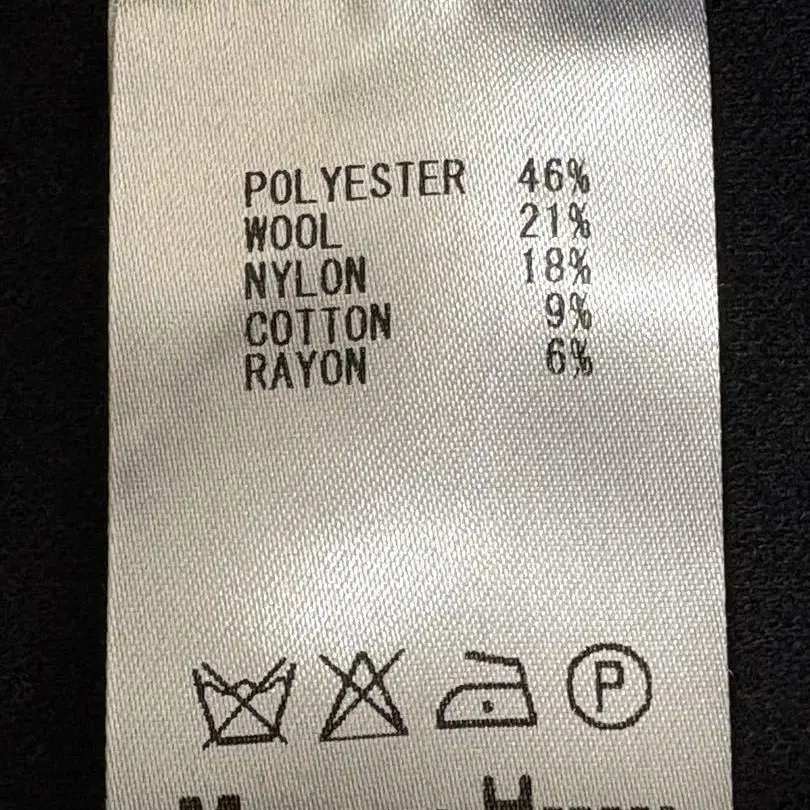 POLYESTER 46%
WOOL 21%
NYLON 18%
COTTON 9%
RAYON 6%
P